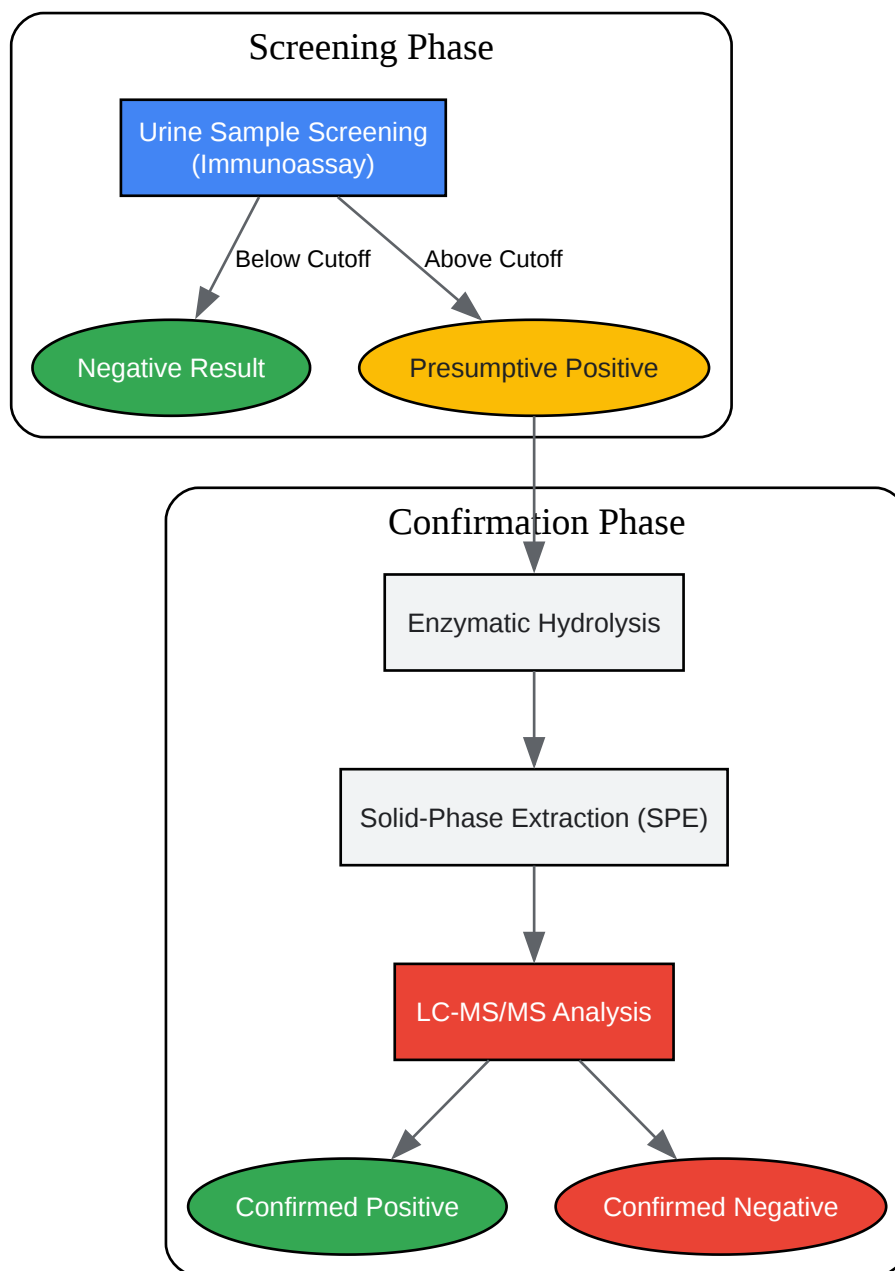 Screening Phase
Urine Sample Screening
(Immunoassay)
Below Cutoff
Above Cutoff
Negative Result
Presumptive Positive
Confirmation Phase
Enzymatic Hydrolysis
Solid-Phase Extraction (SPE)
LC-MS/MS Analysis
Confirmed Positive
Confirmed Negative